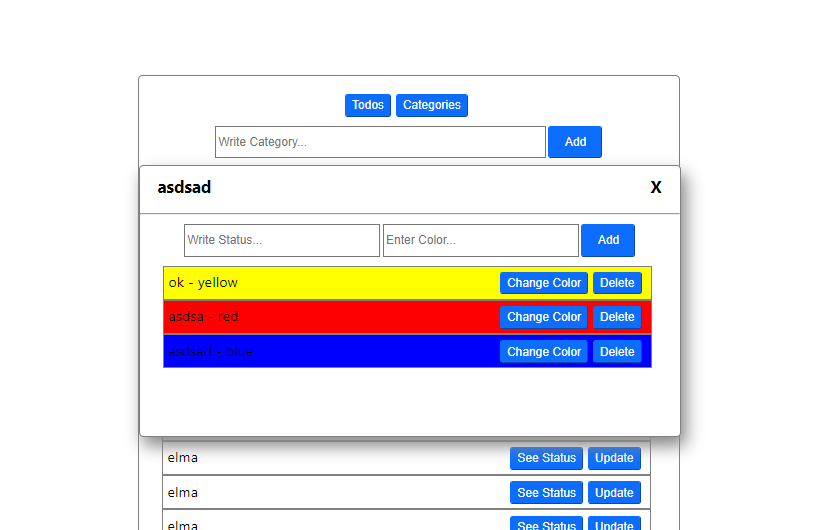 Todos Categories
Write Category... Add
asdsad X
Write Status... Enter Color... Add
ok - yellow Change Color Delete
asdsa - red Change Color Delete
asdsad - blue Change Color Delete
elma See Status Update
elma See Status Update
elma See Status Update